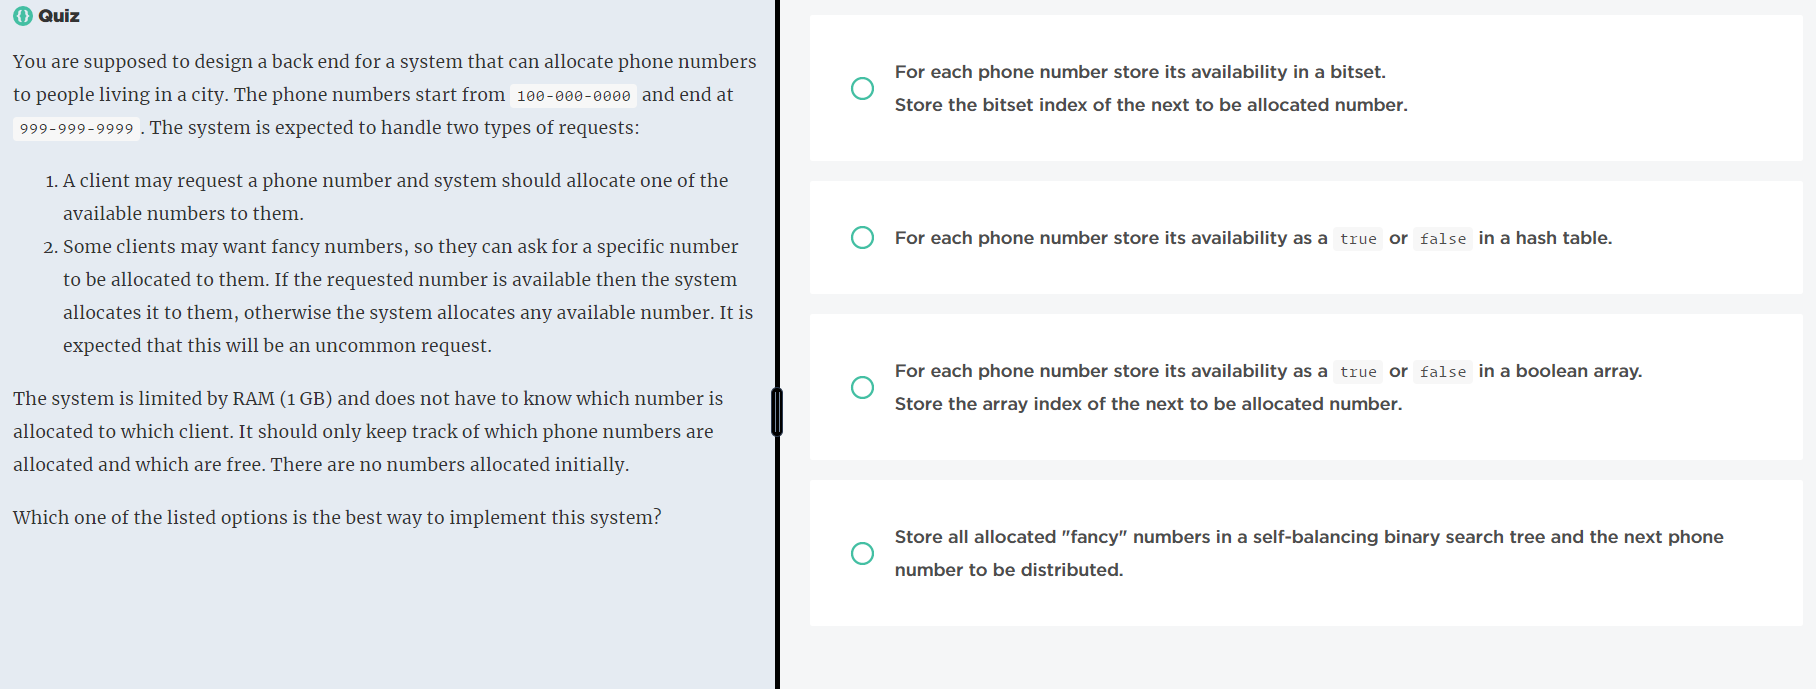 Quiz
You are supposed to design a back end for a system that can allocate phone numbers
to people living in a city. The phone numbers start from 100-000-0000 and end at
999-999-9999 . The system is expected to handle two types of requests:
1. A client may request a phone number and system should allocate one of the
available numbers to them.
2. Some clients may want fancy numbers, so they can ask for a specific number
to be allocated to them. If the requested number is available then the system
allocates it to them, otherwise the system allocates any available number. It is
expected that this will be an uncommon request.
The system is limited by RAM (1 GB) and does not have to know which number is
allocated to which client. It should only keep track of which phone numbers are
allocated and which are free. There are no numbers allocated initially.
Which one of the listed options is the best way to implement this system?
For each phone number store its availability in a bitset.
Store the bitset index of the next to be allocated number.
For each phone number store its availability as a true or false in a hash table.
For each phone number store its availability as a true or false in a boolean array.
Store the array index of the next to be allocated number.
Store all allocated "fancy" numbers in a self-balancing binary search tree and the next phone
number to be distributed.